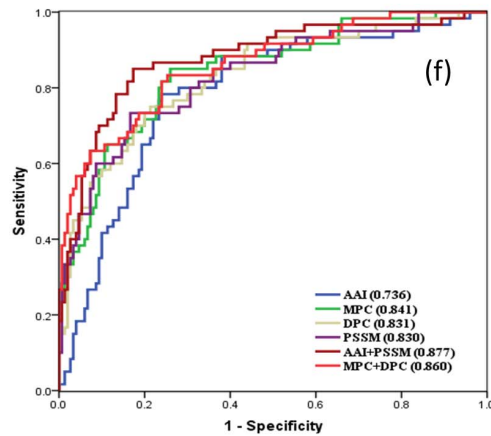 (f)
1.0
0.8
0.6
0.4
0.2
0.0
Sensitivity
AAI (0.736)
MPC (0.841)
DPC (0.831)
PSSM (0.830)
AAI+PSSM (0.877)
MPC+DPC (0.860)
0.0 0.2 0.4 0.6 0.8 1.0
1 - Specificity